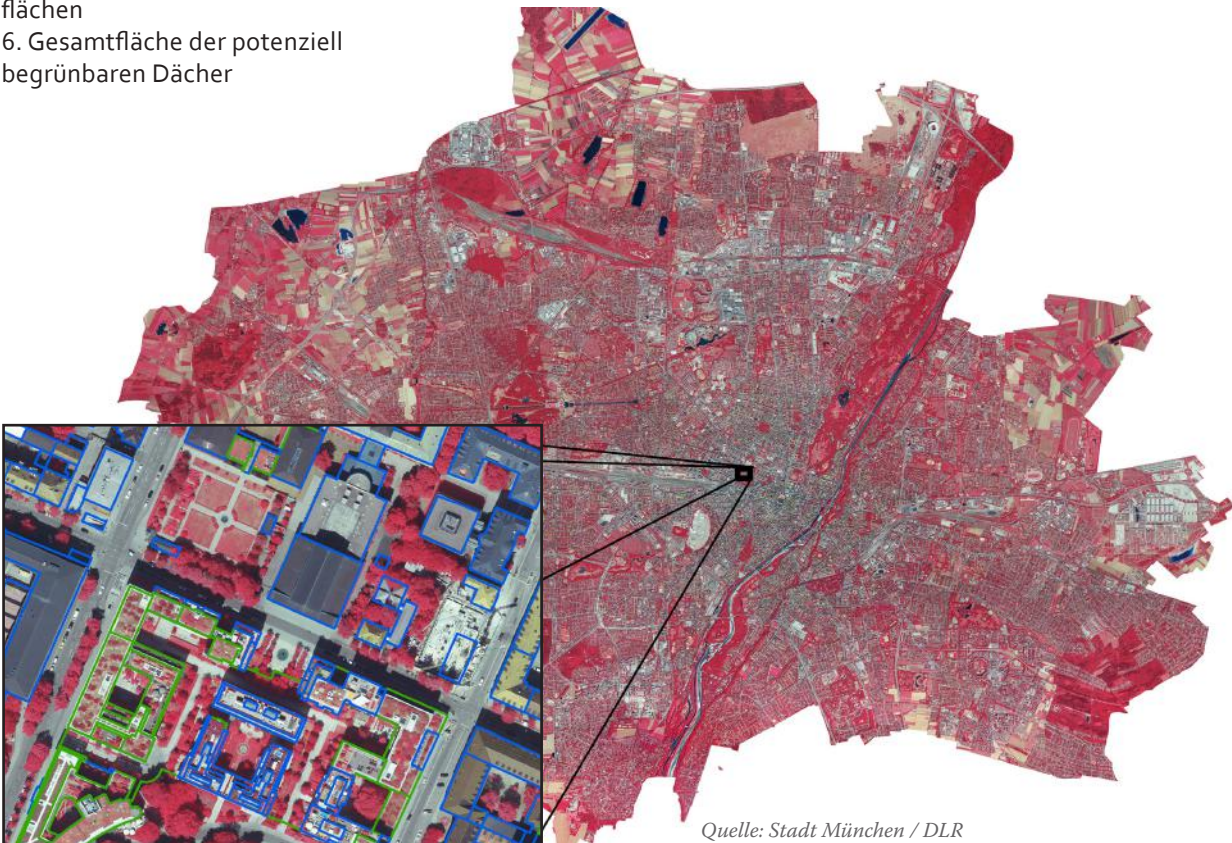 flächen
6. Gesamtfläche der potenziell
begrünbaren Dächer
Quelle: Stadt München / DLR